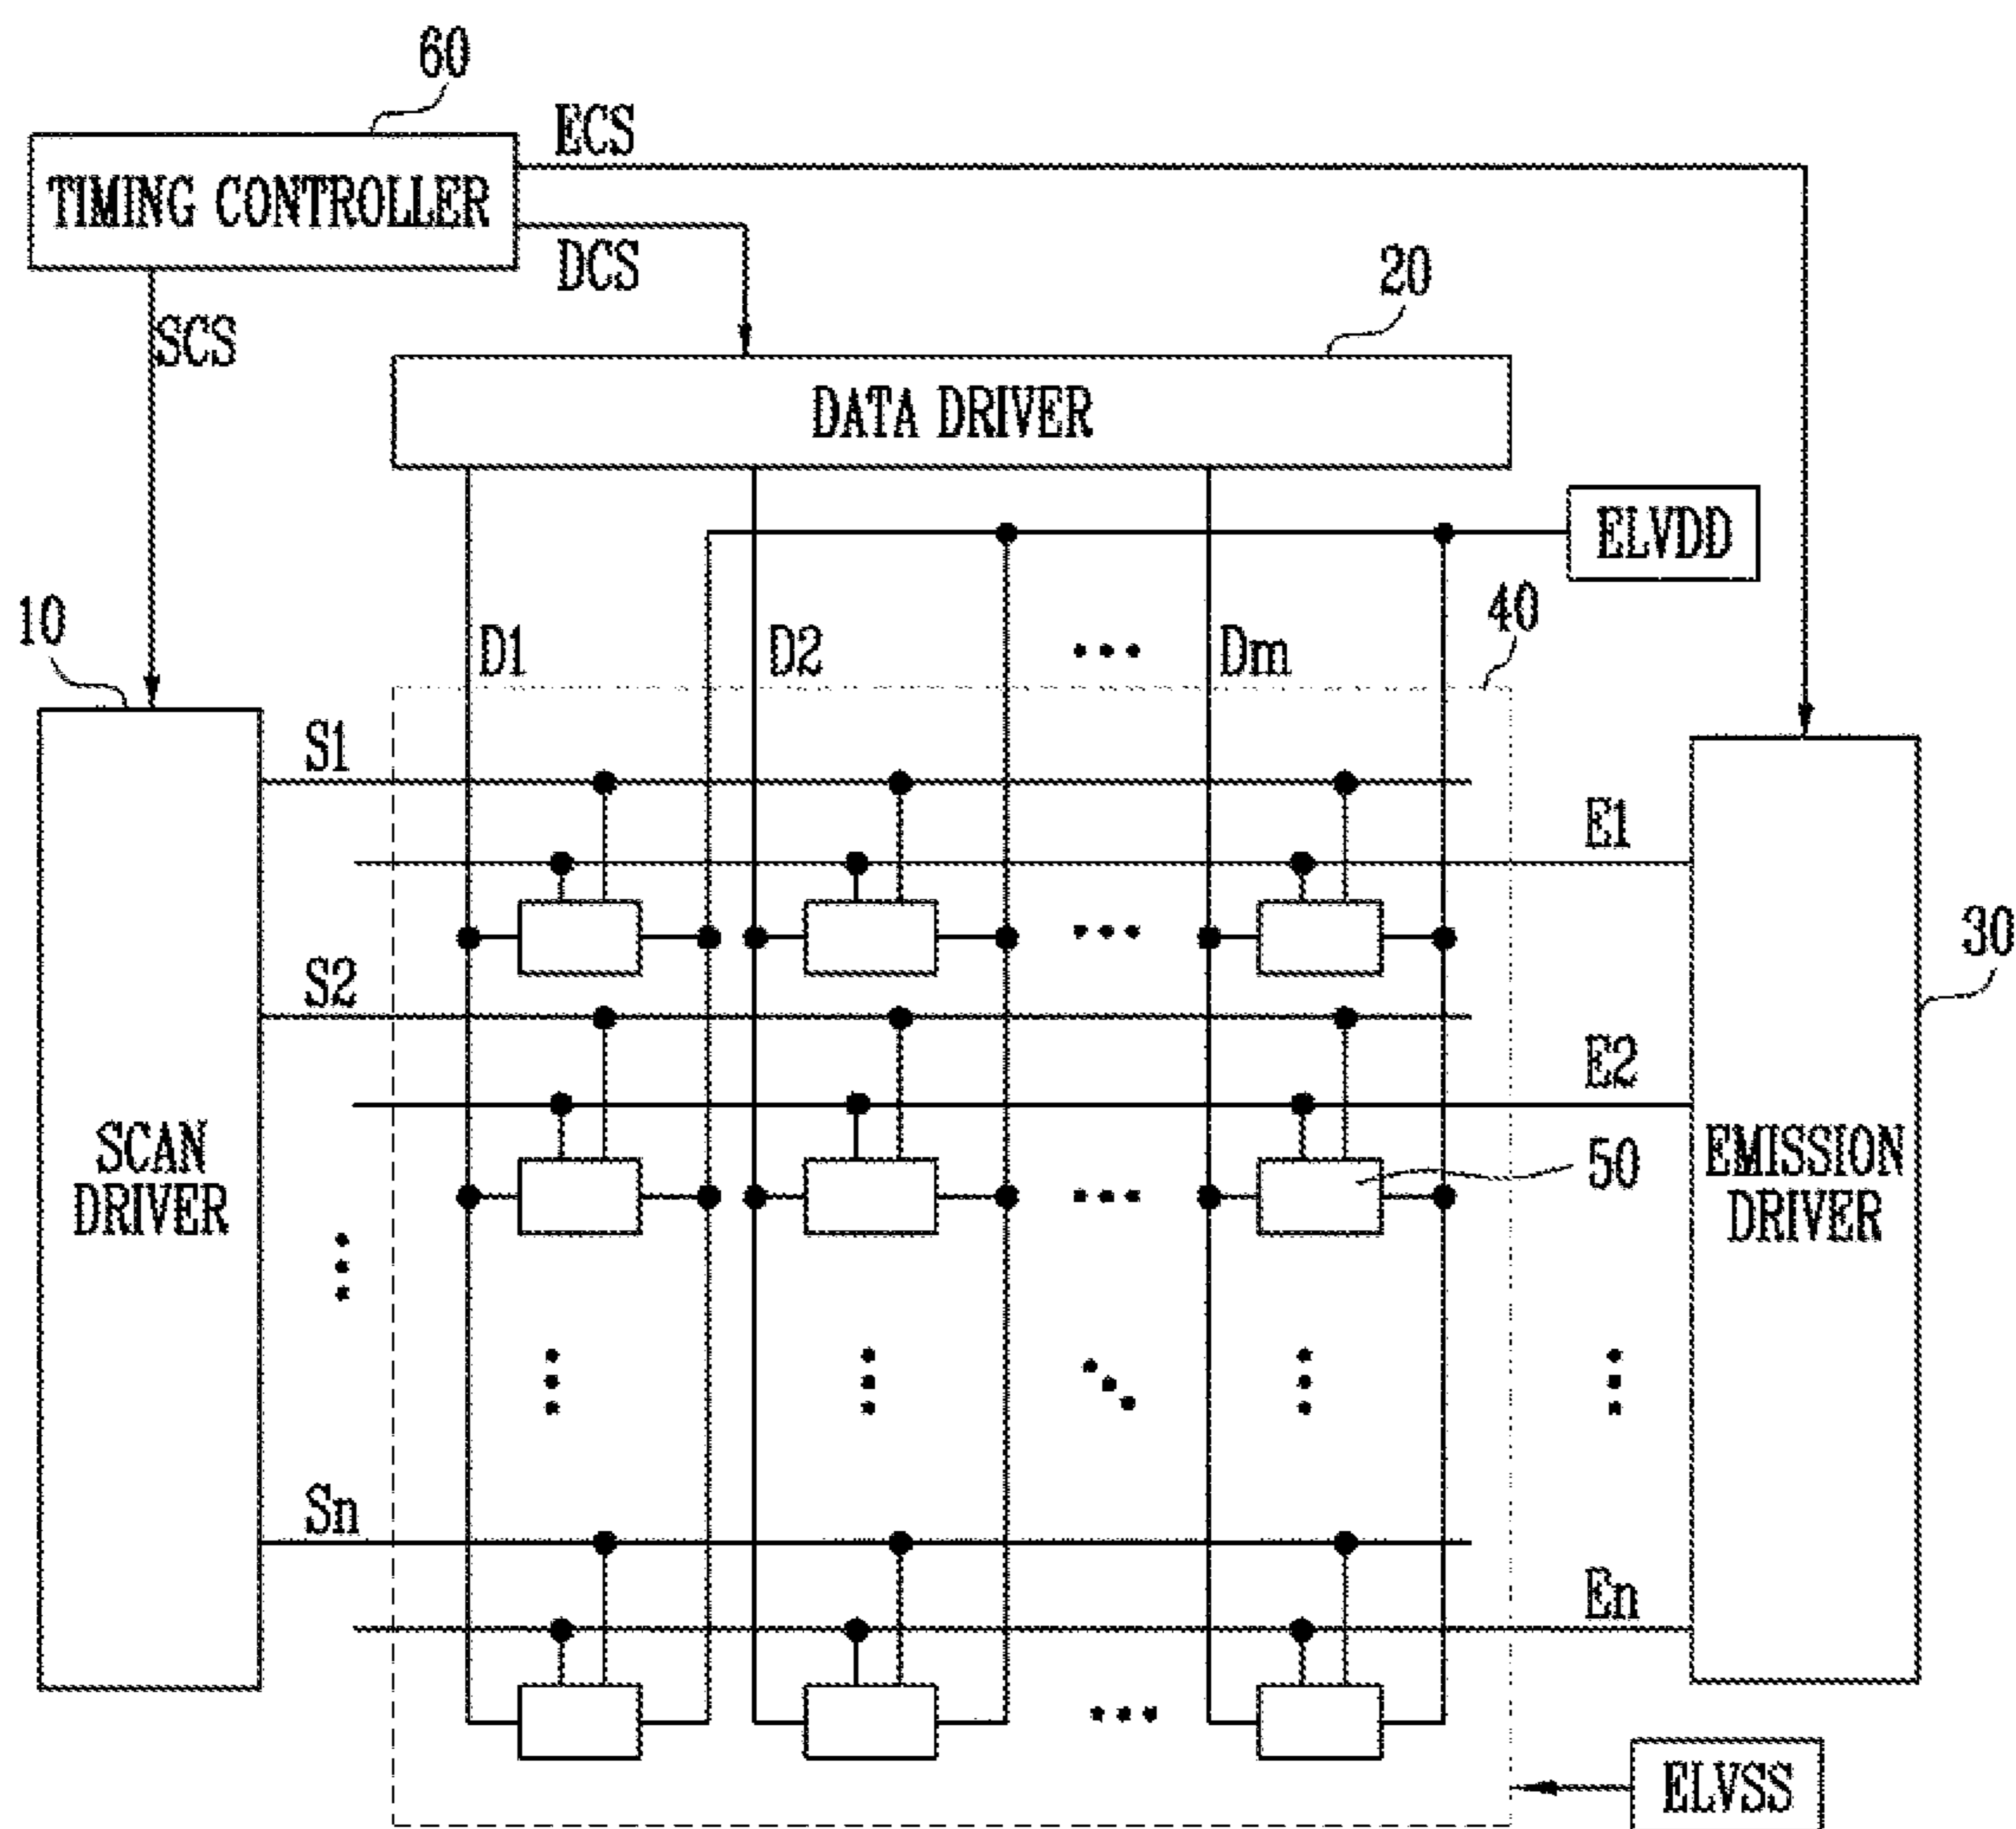 60
ECS
TIMING CONTROLLER
DCS
20
SCS
DATA DRIVER
ELVDD
40
10
D1
D2
Dm
S1
E1
30
S2
E2
50
SCAN
DRIVER
EMISSION
DRIVER
Sn
En
ELVSS